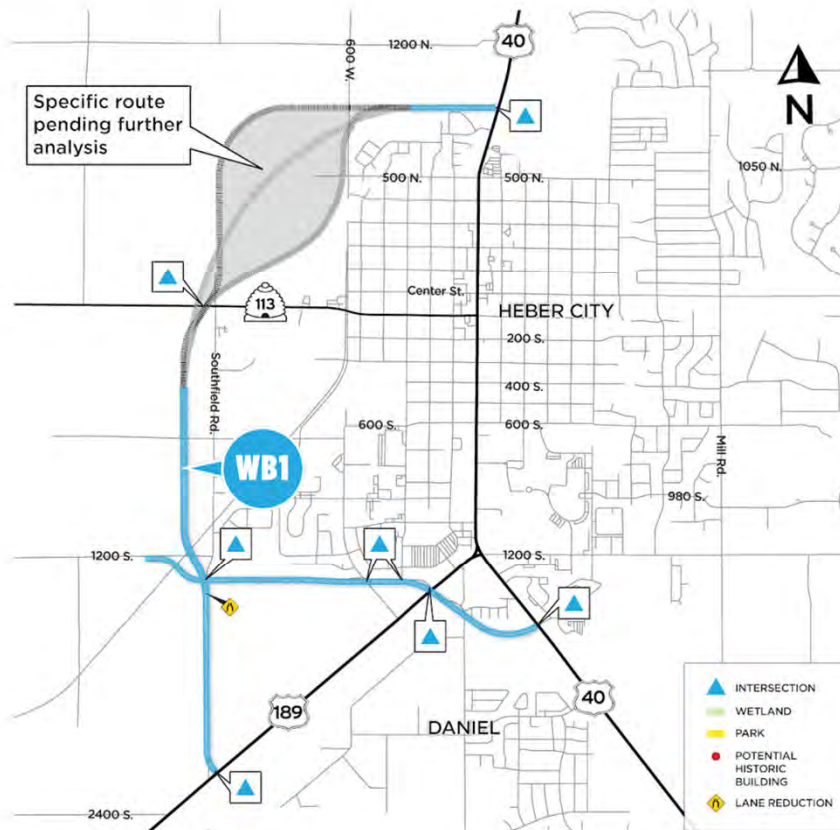 1200 N.
600 W.
40
N
Specific route
pending further
analysis
1050 N.
500 N.
500 N.
Center St.
113
HEBER CITY
200 S.
Southfield Rd.
400 S.
600 S.
600 S.
Mill Rd.
WB1
980 S.
1200 S.
1200 S.
189
40
DANIEL
2400 S.
INTERSECTION
WETLAND
PARK
POTENTIAL
HISTORIC
BUILDING
LANE REDUCTION